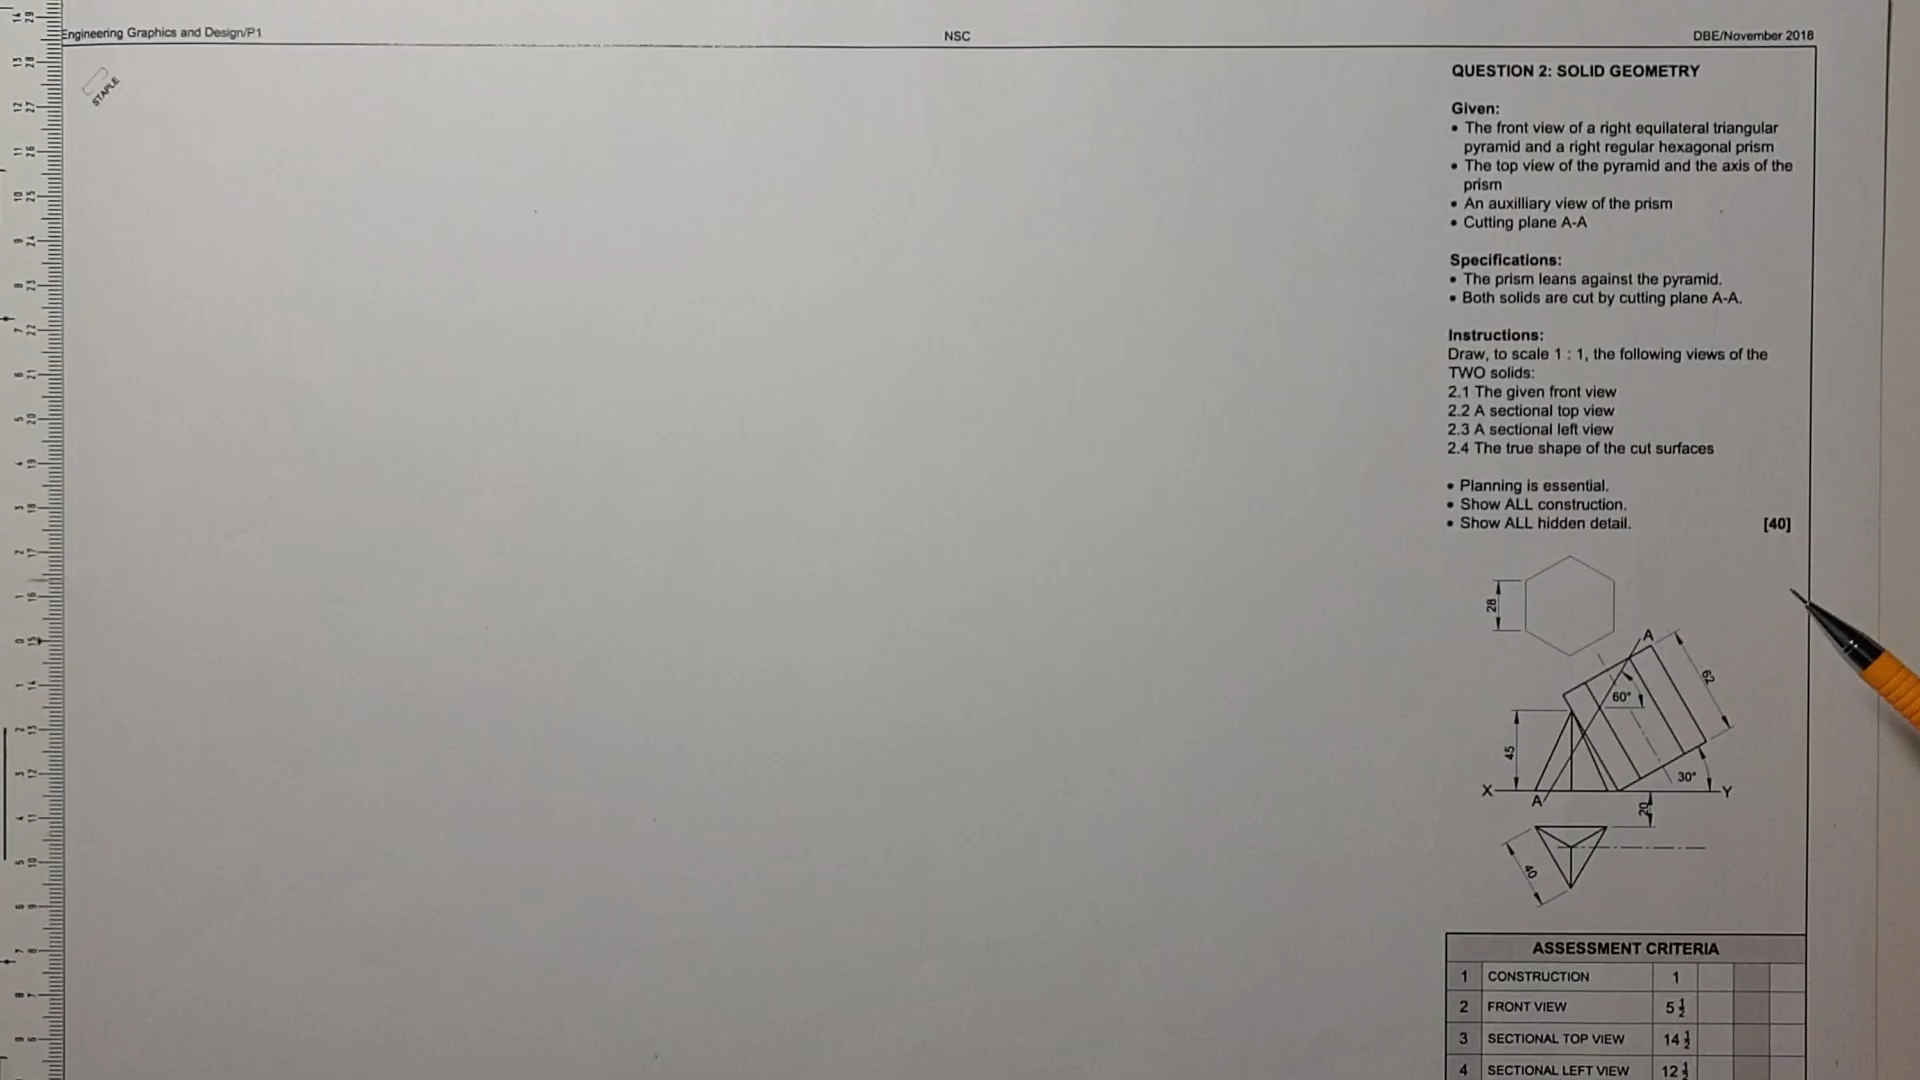 Engineering Graphics and Design/P1
NSC
DBE/November 2018
STAPLE
QUESTION 2: SOLID GEOMETRY
Given:
• The front view of a right equilateral triangular
pyramid and a right regular hexagonal prism
• The top view of the pyramid and the axis of the
prism
• An auxilliary view of the prism
• Cutting plane A-A
Specifications:
• The prism leans against the pyramid.
• Both solids are cut by cutting plane A-A.
Instructions:
Draw, to scale 1 : 1, the following views of the
TWO solids:
2.1 The given front view
2.2 A sectional top view
2.3 A sectional left view
2.4 The true shape of the cut surfaces
• Planning is essential.
• Show ALL construction.
• Show ALL hidden detail.
[40]
28
A
62
60°
45
30°
X
A
Y
20
40
ASSESSMENT CRITERIA
1 CONSTRUCTION 1
2 FRONT VIEW 5 1/2
3 SECTIONAL TOP VIEW 14 1/2
4 SECTIONAL LEFT VIEW 12 1/2